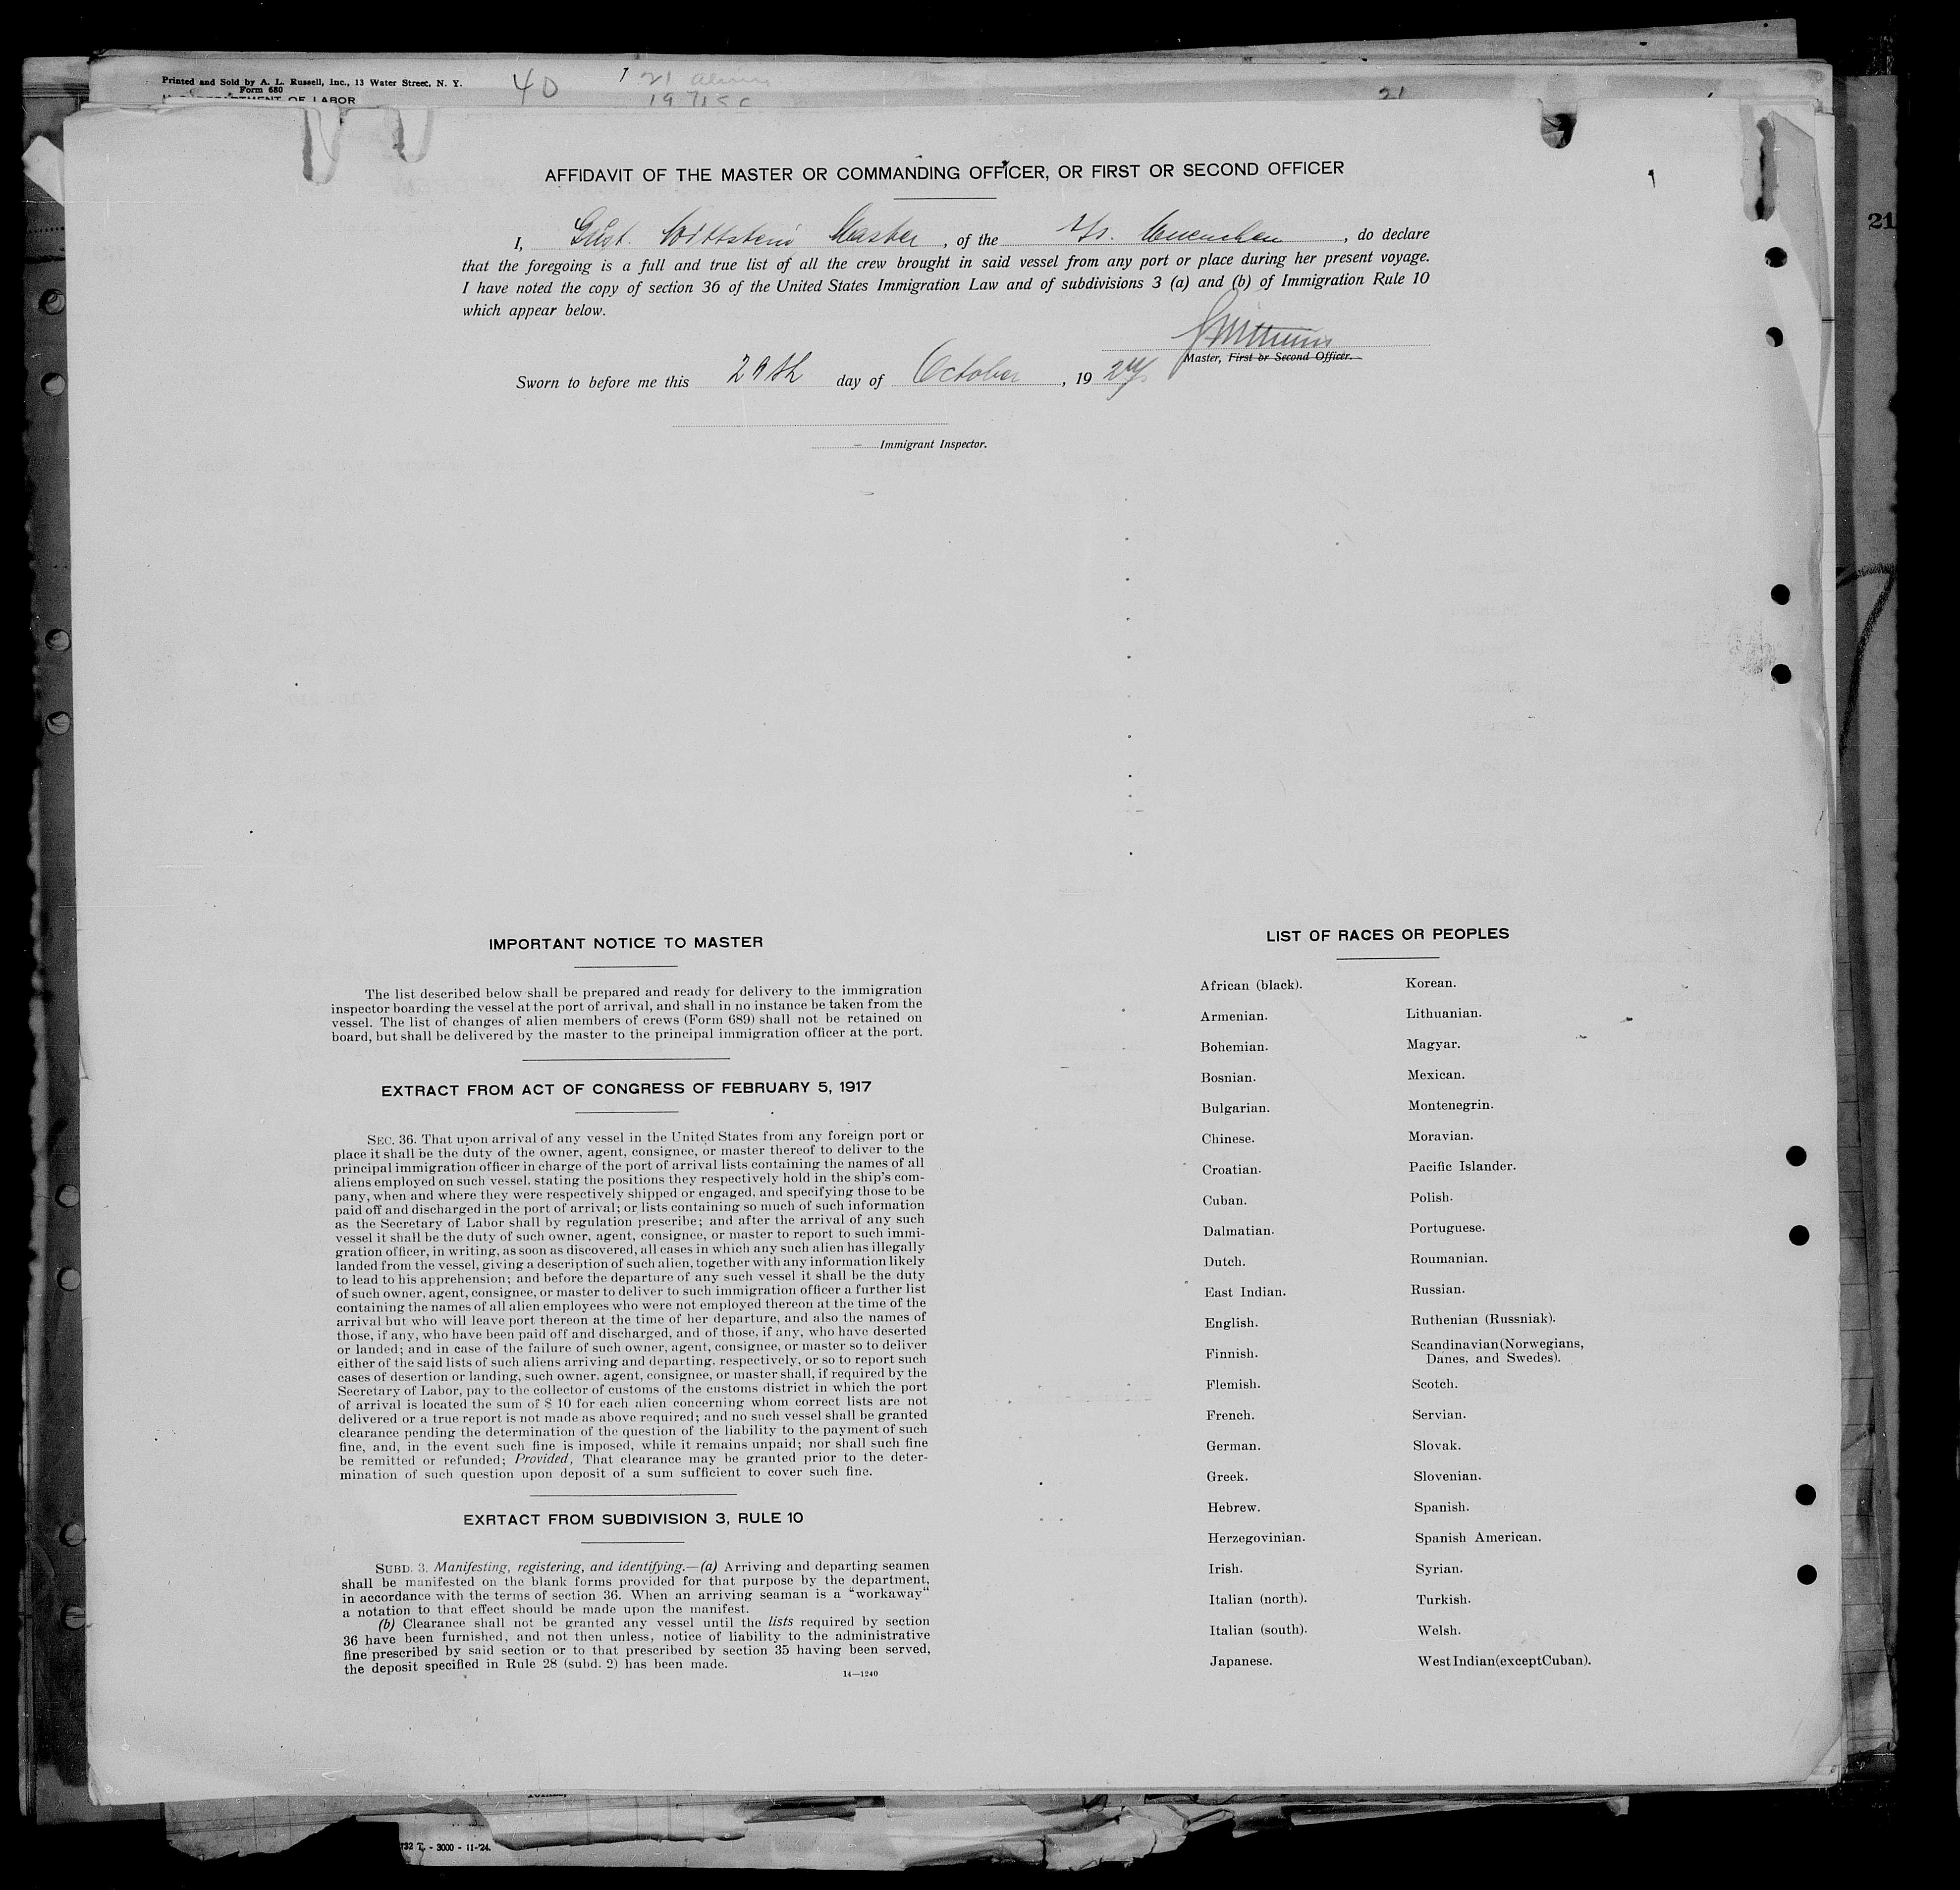 Printed and Sold by A. L. Russell, Inc., 13 Water Street, N. Y.
Form 680
DEPARTMENT OF LABOR
40
21
21
AFFIDAVIT OF THE MASTER OR COMMANDING OFFICER, OR FIRST OR SECOND OFFICER
I, Gust. Wittstein Master, of the Str. Muenchen, do declare
that the foregoing is a full and true list of all the crew brought in said vessel from any port or place during her present voyage.
I have noted the copy of section 36 of the United States Immigration Law and of subdivisions 3 (a) and (b) of Immigration Rule 10
which appear below.
Master, First or Second Officer.
Sworn to before me this 29th day of October, 19 24
Immigrant Inspector.
IMPORTANT NOTICE TO MASTER
The list described below shall be prepared and ready for delivery to the immigration
inspector boarding the vessel at the port of arrival, and shall in no instance be taken from the
vessel. The list of changes of alien members of crews (Form 689) shall not be retained on
board, but shall be delivered by the master to the principal immigration officer at the port.
EXTRACT FROM ACT OF CONGRESS OF FEBRUARY 5, 1917
SEC. 36. That upon arrival of any vessel in the United States from any foreign port or
place it shall be the duty of the owner, agent, consignee, or master thereof to deliver to the
principal immigration officer in charge of the port of arrival lists containing the names of all
aliens employed on such vessel, stating the positions they respectively hold in the ship's com-
pany, when and where they were respectively shipped or engaged, and specifying those to be
paid off and discharged in the port of arrival; or lists containing so much of such information
as the Secretary of Labor shall by regulation prescribe; and after the arrival of any such
vessel it shall be the duty of such owner, agent, consignee, or master to report to such immi-
gration officer, in writing, as soon as discovered, all cases in which any such alien has illegally
landed from the vessel, giving a description of such alien, together with any information likely
to lead to his apprehension; and before the departure of any such vessel it shall be the duty
of such owner, agent, consignee, or master to deliver to such immigration officer a further list
containing the names of all alien employees who were not employed thereon at the time of the
arrival but who will leave port thereon at the time of her departure, and also the names of
those, if any, who have been paid off and discharged, and of those, if any, who have deserted
or landed; and in case of the failure of such owner, agent, consignee, or master so to deliver
either of the said lists of such aliens arriving and departing, respectively, or so to report such
cases of desertion or landing, such owner, agent, consignee, or master shall, if required by the
Secretary of Labor, pay to the collector of customs of the customs district in which the port
of arrival is located the sum of $ 10 for each alien concerning whom correct lists are not
delivered or a true report is not made as above required; and no such vessel shall be granted
clearance pending the determination of the question of the liability to the payment of such
fine, and, in the event such fine is imposed, while it remains unpaid; nor shall such fine
be remitted or refunded; Provided, That clearance may be granted prior to the deter-
mination of such question upon deposit of a sum sufficient to cover such fine.
EXRTACT FROM SUBDIVISION 3, RULE 10
SUBD. 3. Manifesting, registering, and identifying.—(a) Arriving and departing seamen
shall be manifested on the blank forms provided for that purpose by the department,
in accordance with the terms of section 36. When an arriving seaman is a "workaway"
a notation to that effect should be made upon the manifest.
(b) Clearance shall not be granted any vessel until the lists required by section
36 have been furnished, and not then unless, notice of liability to the administrative
fine prescribed by said section or to that prescribed by section 35 having been served,
the deposit specified in Rule 28 (subd. 2) has been made.
14—1240
LIST OF RACES OR PEOPLES
African (black).
Armenian.
Bohemian.
Bosnian.
Bulgarian.
Chinese.
Croatian.
Cuban.
Dalmatian.
Dutch.
East Indian.
English.
Finnish.
Flemish.
French.
German.
Greek.
Hebrew.
Herzegovinian.
Irish.
Italian (north).
Italian (south).
Japanese.
Korean.
Lithuanian.
Magyar.
Mexican.
Montenegrin.
Moravian.
Pacific Islander.
Polish.
Portuguese.
Roumanian.
Russian.
Ruthenian (Russniak).
Scandinavian (Norwegians,
Danes, and Swedes).
Scotch.
Servian.
Slovak.
Slovenian.
Spanish.
Spanish American.
Syrian.
Turkish.
Welsh.
West Indian (except Cuban).
- 3000 - 11-'24.